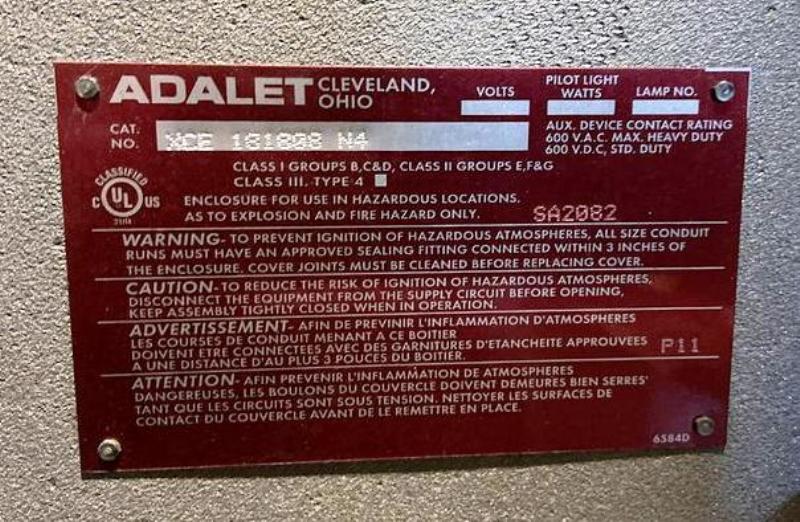 ADALET CLEVELAND, OHIO
VOLTS
PILOT LIGHT WATTS
LAMP NO.
CAT. NO. XCE 181808 N4
AUX. DEVICE CONTACT RATING
600 V.A.C. MAX. HEAVY DUTY
600 V.D.C, STD. DUTY
CLASS I GROUPS B,C&D, CLASS II GROUPS E,F&G
CLASS III. TYPE 4
CLASSIFIED
C UL US
ENCLOSURE FOR USE IN HAZARDOUS LOCATIONS.
AS TO EXPLOSION AND FIRE HAZARD ONLY. SA2082
WARNING- TO PREVENT IGNITION OF HAZARDOUS ATMOSPHERES, ALL SIZE CONDUIT
RUNS MUST HAVE AN APPROVED SEALING FITTING CONNECTED WITHIN 3 INCHES OF
THE ENCLOSURE. COVER JOINTS MUST BE CLEANED BEFORE REPLACING COVER.
CAUTION- TO REDUCE THE RISK OF IGNITION OF HAZARDOUS ATMOSPHERES,
DISCONNECT THE EQUIPMENT FROM THE SUPPLY CIRCUIT BEFORE OPENING,
KEEP ASSEMBLY TIGHTLY CLOSED WHEN IN OPERATION.
ADVERTISSEMENT- AFIN DE PREVINIR L'INFLAMMATION D'ATMOSPHERES
LES COURSES DE CONDUIT MENANT A CE BOITIER
DOIVENT ETRE CONNECTEES AVEC DES GARNITURES D'ETANCHEITE APPROUVEES
A UNE DISTANCE D'AU PLUS 3 POUCES DU BOITIER. P11
ATTENTION- AFIN PREVENIR L'INFLAMMATION DE ATMOSPHERES
DANGEREUSES, LES BOULONS DU COUVERCLE DOIVENT DEMEURES BIEN SERRES'
TANT QUE LES CIRCUITS SONT SOUS TENSION. NETTOYER LES SURFACES DE
CONTACT DU COUVERCLE AVANT DE LE REMETTRE EN PLACE.
6584D